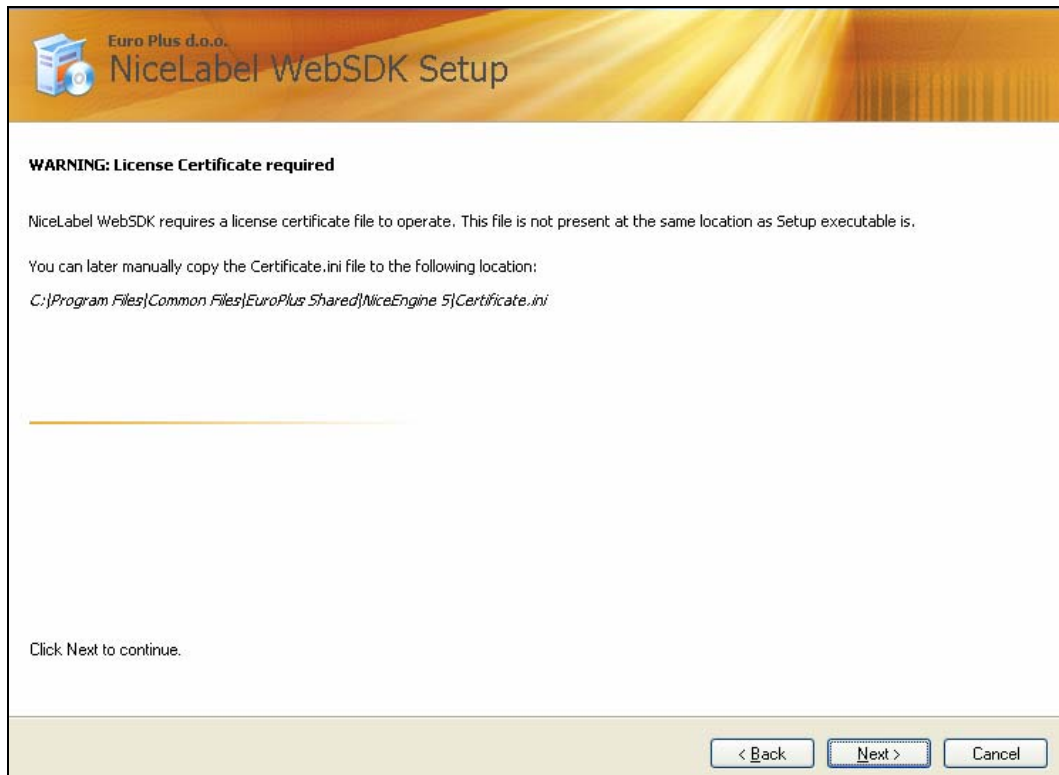 Euro Plus d.o.o.
NiceLabel WebSDK Setup
WARNING: License Certificate required
NiceLabel WebSDK requires a license certificate file to operate. This file is not present at the same location as Setup executable is.
You can later manually copy the Certificate.ini file to the following location:
C:\Program Files\Common Files\EuroPlus Shared\NiceEngine 5\Certificate.ini
Click Next to continue.
< Back
Next >
Cancel